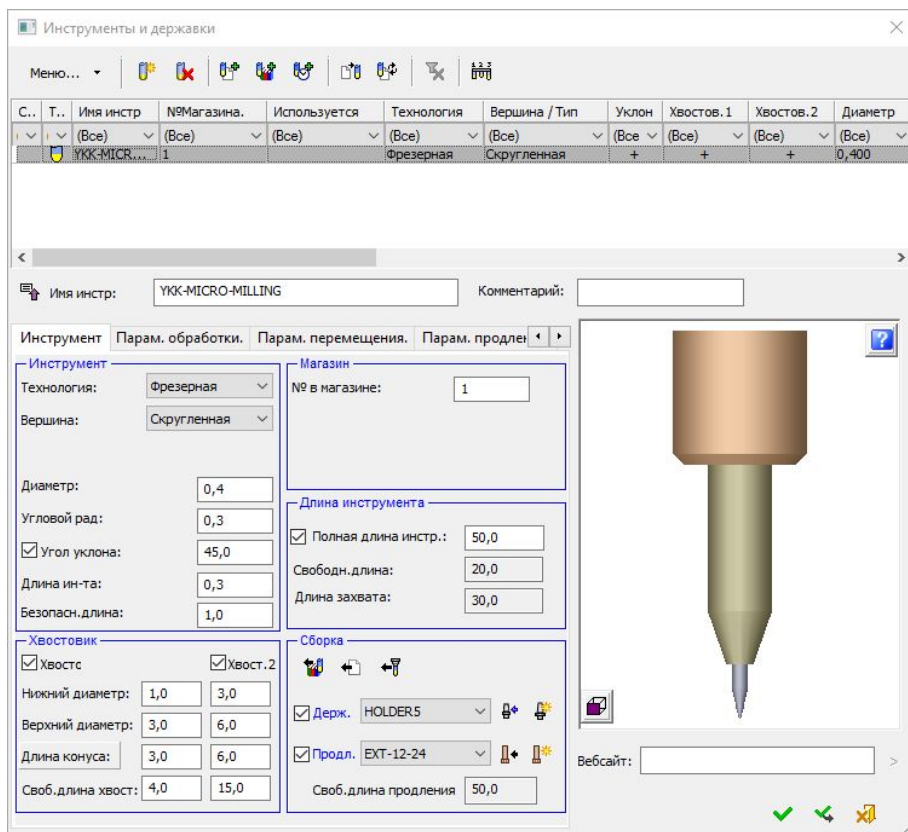 Инструменты и державки
Меню...
С.. Т.. Имя инстр №Магазина. Используется Технология Вершина / Тип Уклон Хвостов.1 Хвостов.2 Диаметр
(Все) (Все) (Все) (Все) (Все) (Все (Все) (Все) (Все)
YKK-MICR... 1 Фрезерная Скругленная + + + 0,400
Имя инстр: YKK-MICRO-MILLING Комментарий:
Инструмент Парам. обработки. Парам. перемещения. Парам. продлен
Инструмент
Технология: Фрезерная
Вершина: Скругленная
Диаметр: 0,4
Угловой рад: 0,3
Угол уклона: 45,0
Длина ин-та: 0,3
Безопасн.длина: 1,0
Магазин
№ в магазине: 1
Длина инструмента
Полная длина инстр.: 50,0
Свободн.длина: 20,0
Длина захвата: 30,0
Хвостовик
Хвостс Хвост.2
Нижний диаметр: 1,0 3,0
Верхний диаметр: 3,0 6,0
Длина конуса: 3,0 6,0
Своб.длина хвост: 4,0 15,0
Сборка
Держ. HOLDER5
Продл. EXT-12-24
Своб.длина продления 50,0
Вебсайт: >